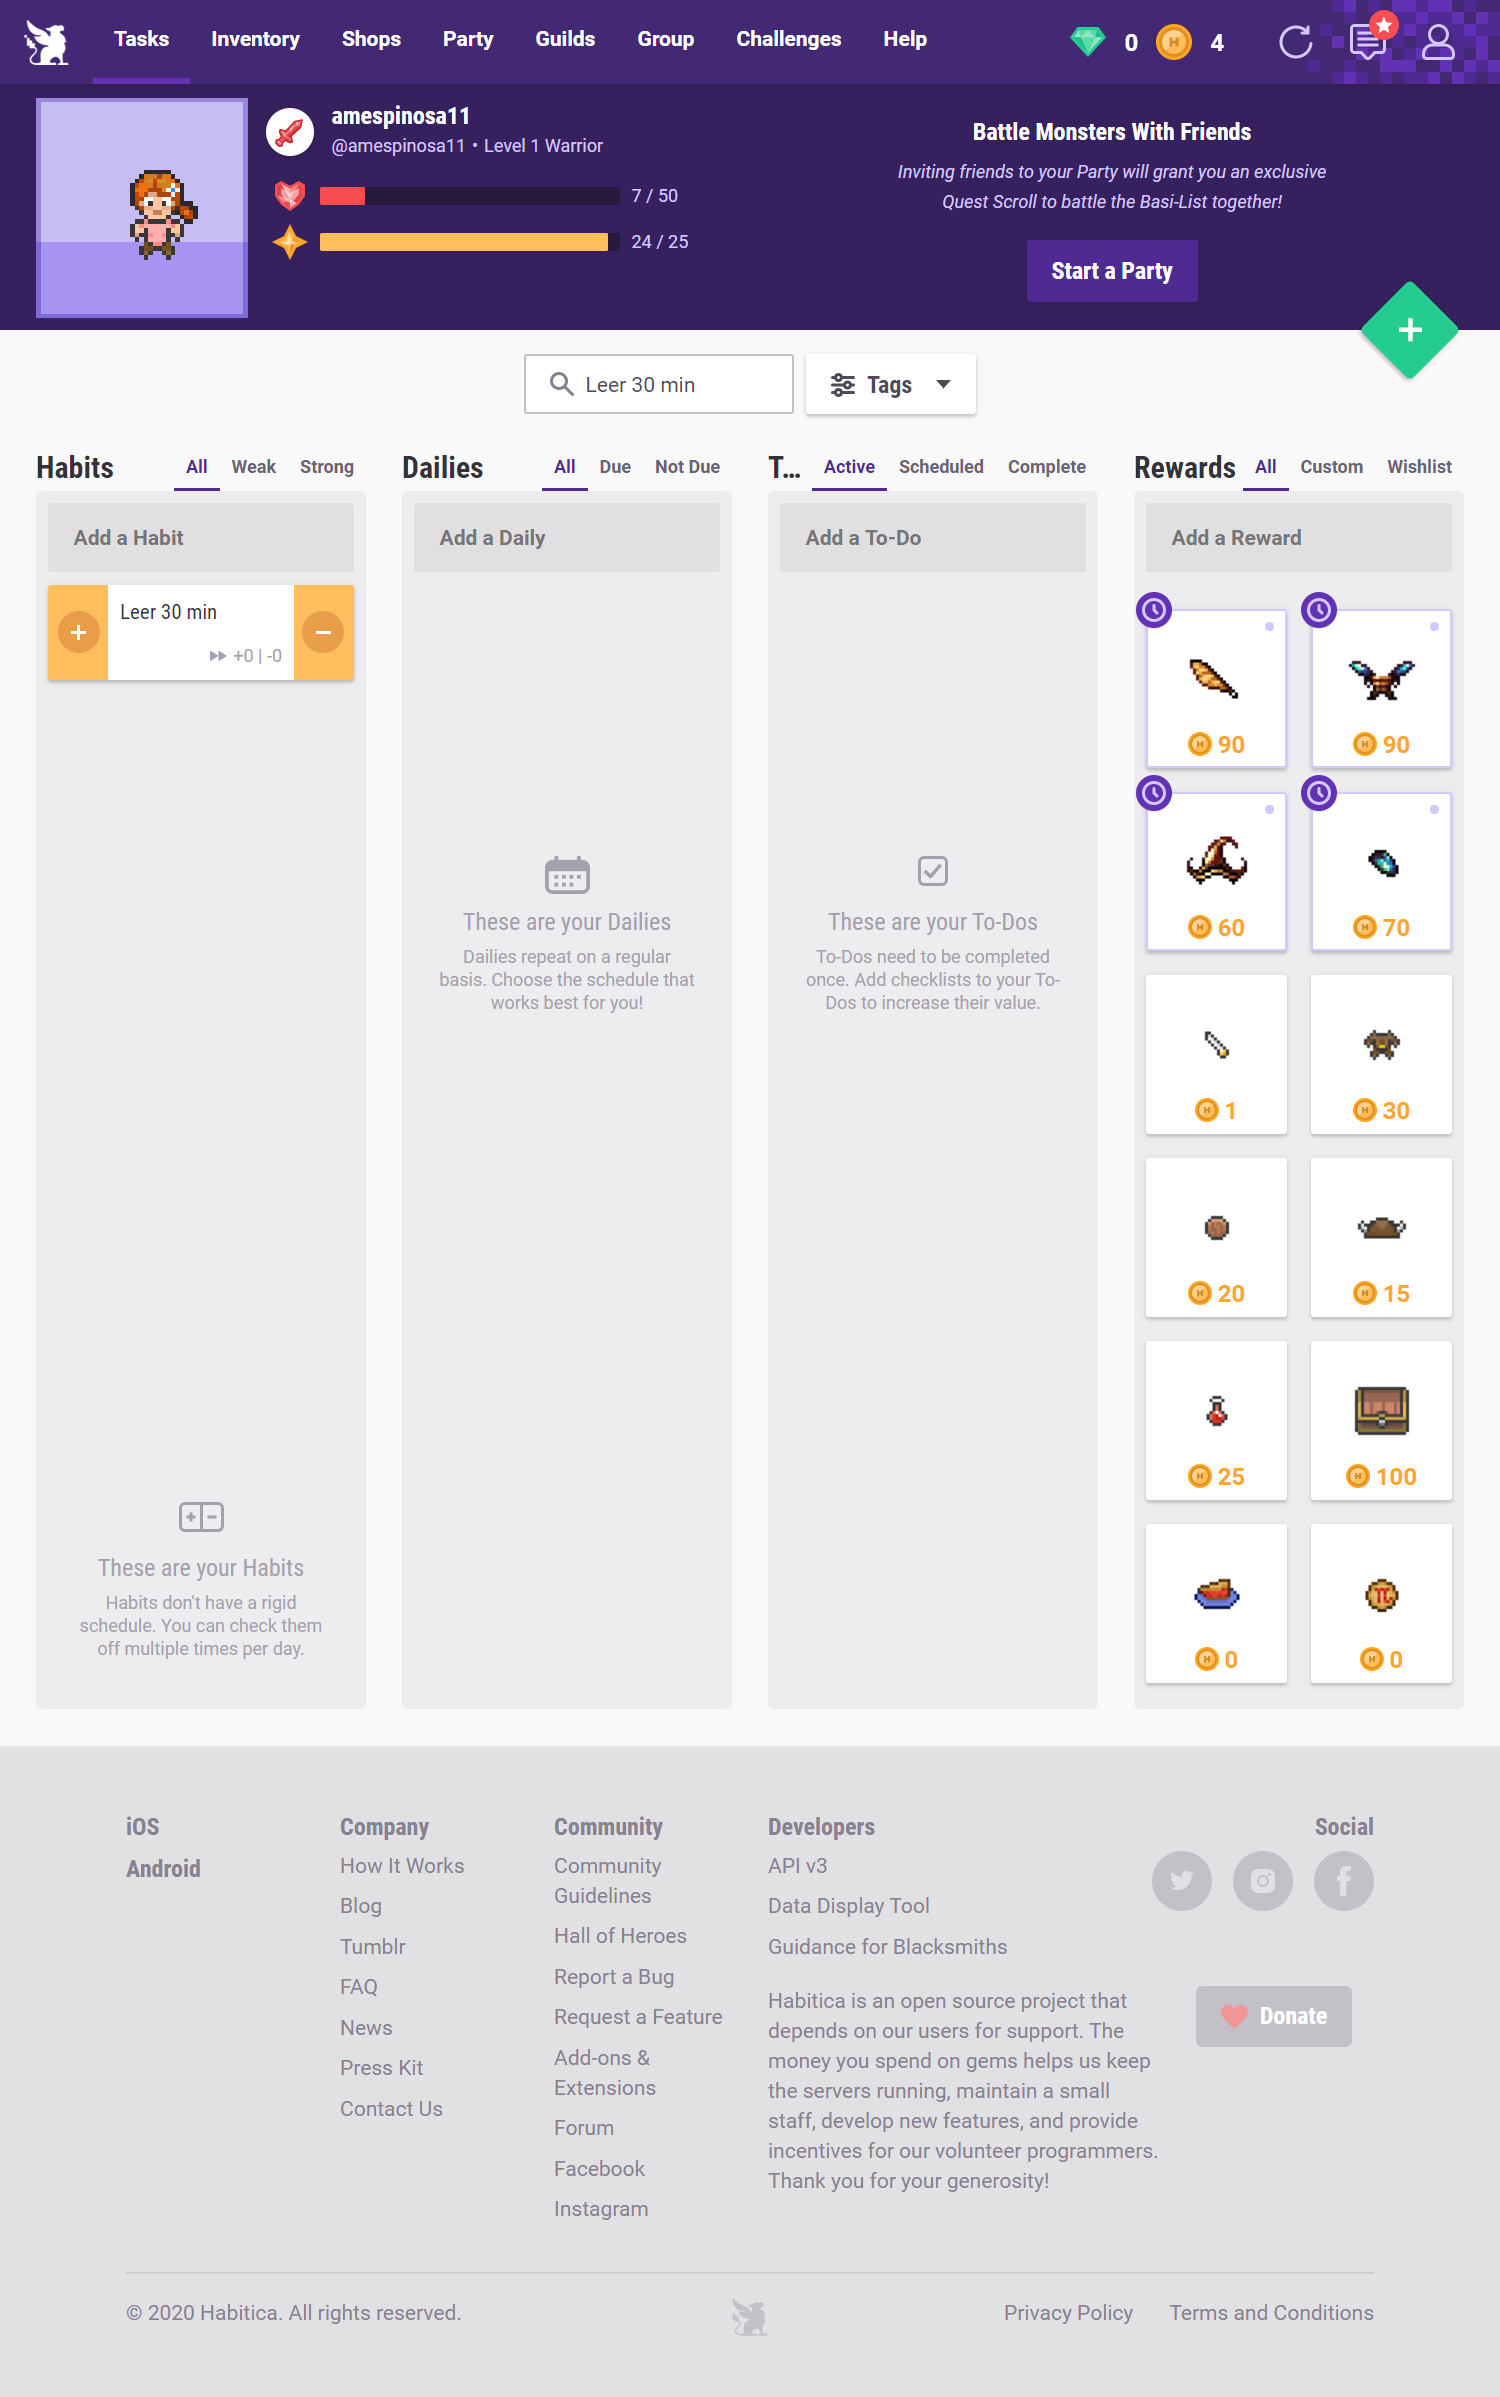 Tasks Inventory Shops Party Guilds Group Challenges Help 0 4
amespinosa11
@amespinosa11 • Level 1 Warrior
7 / 50
24 / 25
Battle Monsters With Friends
Inviting friends to your Party will grant you an exclusive
Quest Scroll to battle the Basi-List together!
Start a Party
Leer 30 min
Tags
Habits All Weak Strong
Add a Habit
Leer 30 min
+0 | -0
These are your Habits
Habits don't have a rigid
schedule. You can check them
off multiple times per day.
Dailies All Due Not Due
Add a Daily
These are your Dailies
Dailies repeat on a regular
basis. Choose the schedule that
works best for you!
T... Active Scheduled Complete
Add a To-Do
These are your To-Dos
To-Dos need to be completed
once. Add checklists to your To-
Dos to increase their value.
Rewards All Custom Wishlist
Add a Reward
90 90
60 70
1 30
20 15
25 100
0 0
iOS
Android
Company
How It Works
Blog
Tumblr
FAQ
News
Press Kit
Contact Us
Community
Community
Guidelines
Hall of Heroes
Report a Bug
Request a Feature
Add-ons &
Extensions
Forum
Facebook
Instagram
Developers
API v3
Data Display Tool
Guidance for Blacksmiths
Habitica is an open source project that
depends on our users for support. The
money you spend on gems helps us keep
the servers running, maintain a small
staff, develop new features, and provide
incentives for our volunteer programmers.
Thank you for your generosity!
Social
Donate
© 2020 Habitica. All rights reserved.
Privacy Policy Terms and Conditions